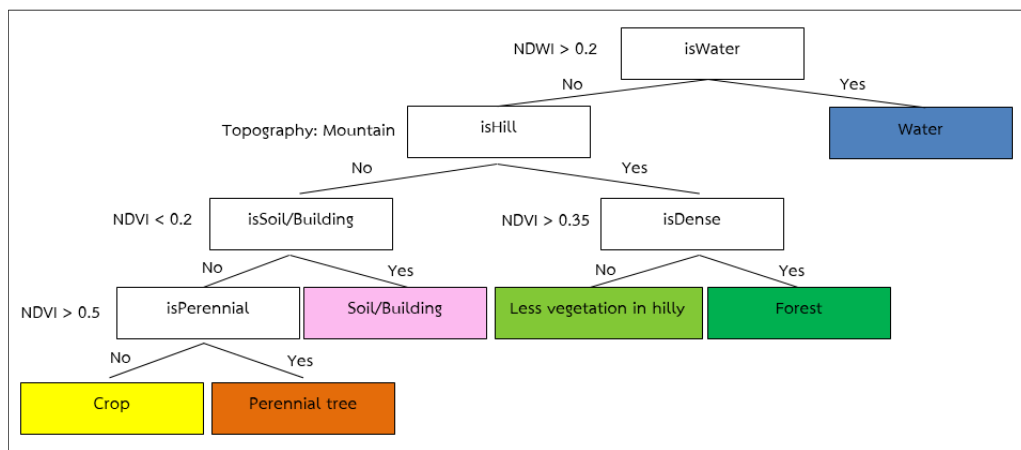 NDWI > 0.2
isWater
No
Yes
Topography: Mountain
isHill
Water
No
Yes
NDVI < 0.2
isSoil/Building
NDVI > 0.35
isDense
No
Yes
No
Yes
NDVI > 0.5
isPerennial
Soil/Building
Less vegetation in hilly
Forest
No
Yes
Crop
Perennial tree